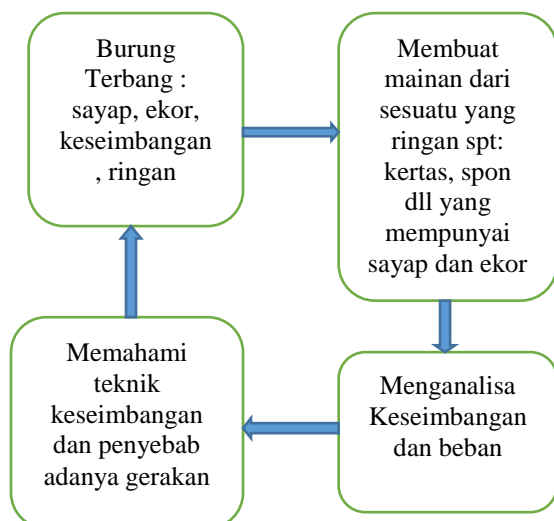 Burung
Terbang :
sayap, ekor,
keseimbangan
, ringan
Membuat
mainan dari
sesuatu yang
ringan spt:
kertas, spon
dll yang
mempunyai
sayap dan ekor
Menganalisa
Keseimbangan
dan beban
Memahami
teknik
keseimbangan
dan penyebab
adanya gerakan